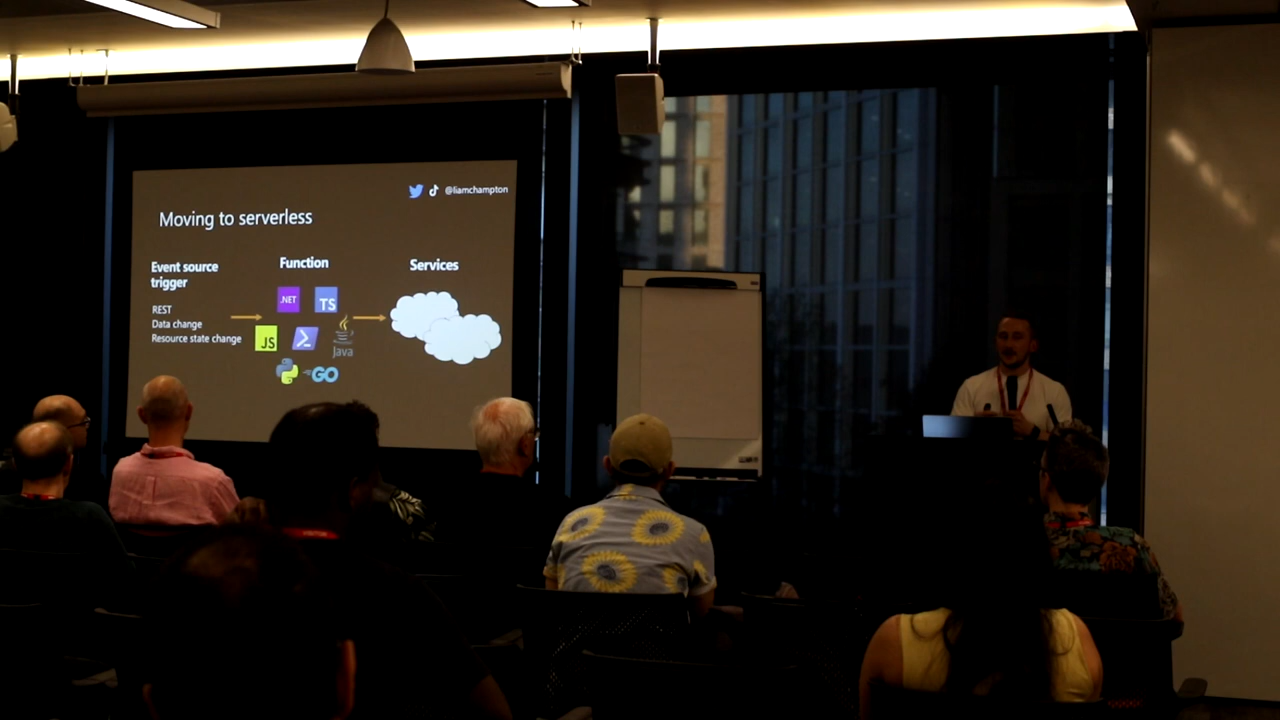 @liamchampton
Moving to serverless
Event source
trigger
Function
Services
REST
Data change
Resource state change
.NET
TS
JS
Java
GO